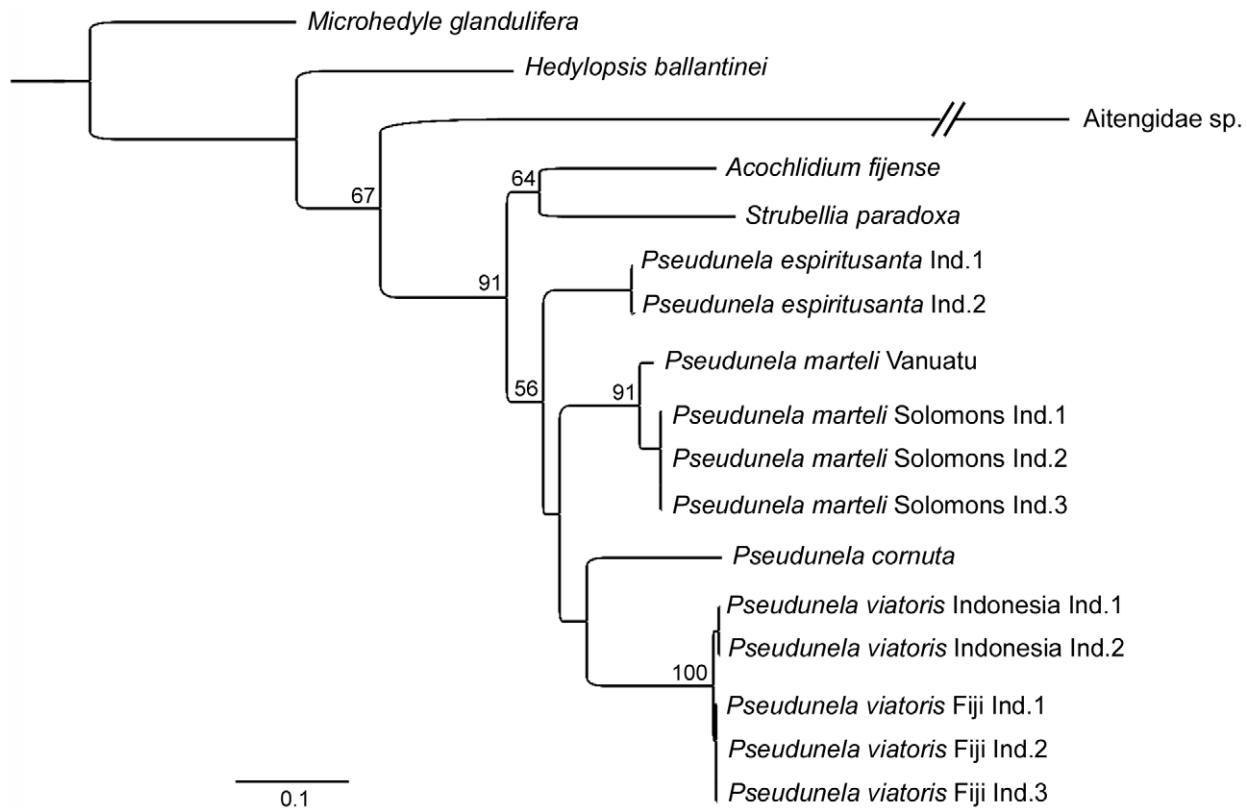 Microhedyle glandulifera
Hedylopsis ballantinei
Aitengidae sp.
Acochlidium fijense
64
67
Strubellia paradoxa
Pseudunela espiritusanta Ind.1
91
Pseudunela espiritusanta Ind.2
Pseudunela marteli Vanuatu
56
91
Pseudunela marteli Solomons Ind.1
Pseudunela marteli Solomons Ind.2
Pseudunela marteli Solomons Ind.3
Pseudunela cornuta
Pseudunela viatoris Indonesia Ind.1
Pseudunela viatoris Indonesia Ind.2
100
Pseudunela viatoris Fiji Ind.1
Pseudunela viatoris Fiji Ind.2
Pseudunela viatoris Fiji Ind.3
0.1